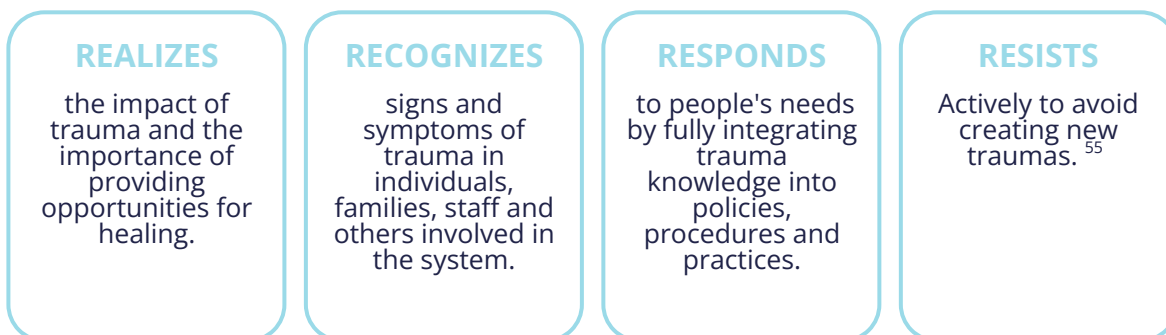 REALIZES
the impact of
trauma and the
importance of
providing
opportunities for
healing.
RECOGNIZES
signs and
symptoms of
trauma in
individuals,
families, staff and
others involved in
the system.
RESPONDS
to people's needs
by fully integrating
trauma
knowledge into
policies,
procedures and
practices.
RESISTS
Actively to avoid
creating new
traumas. 55